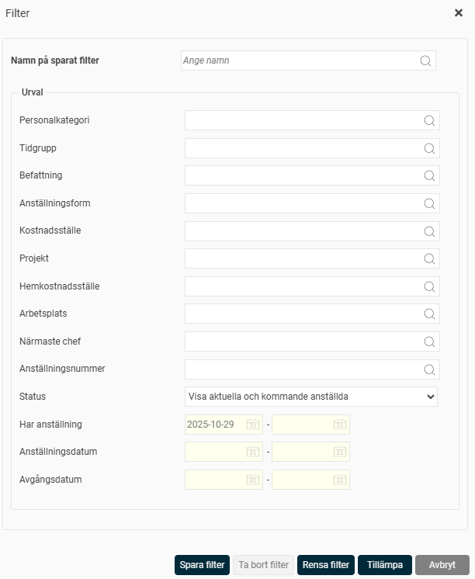 Filter
Namn på sparat filter
Ange namn
Urval
Personalkategori
Tidgrupp
Befattning
Anställningsform
Kostnadsställe
Projekt
Hemkostnadsställe
Arbetsplats
Närmaste chef
Anställningsnummer
Status Visa aktuella och kommande anställda
Har anställning 2025-10-29 -
Anställningsdatum -
Avgångsdatum -
Spara filter Ta bort filter Rensa filter Tillämpa Avbryt